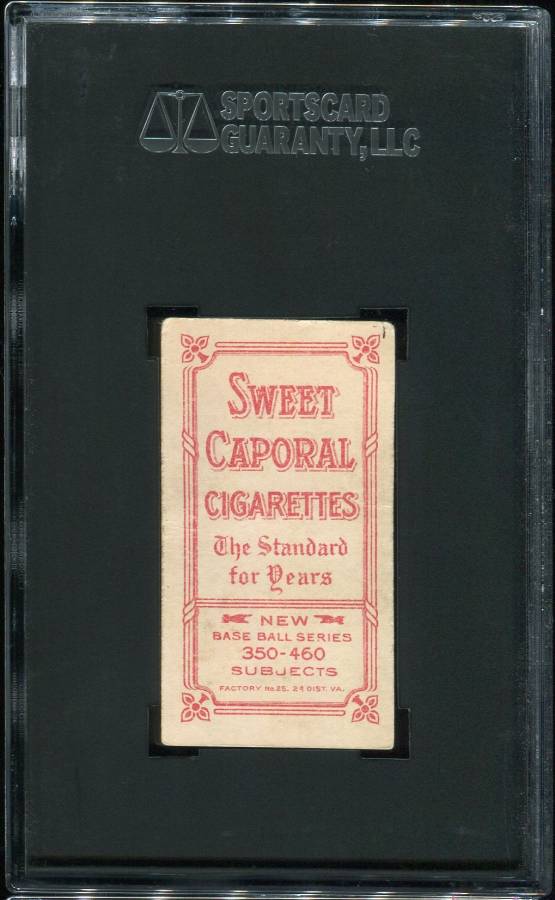 SPORTSCARD
GUARANTY, LLC
SWEET
CAPORAL
CIGARETTES
The Standard
for Years
NEW
BASE BALL SERIES
350-460
SUBJECTS
FACTORY No. 25. 2d DIST. VA.